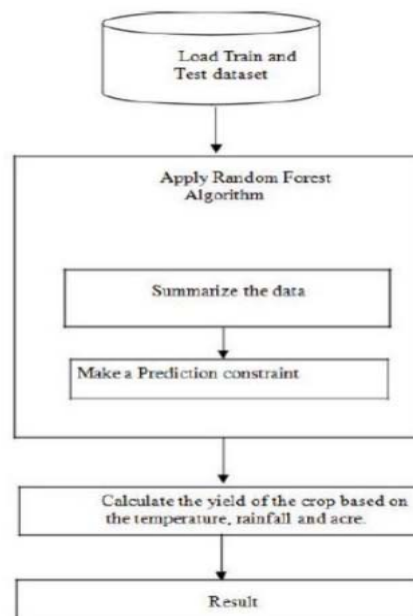 Load Train and
Test dataset
Apply Random Forest
Algorithm
Summarize the data
Make a Prediction constraint
Calculate the yield of the crop based on
the temperature, rainfall and acre.
Result